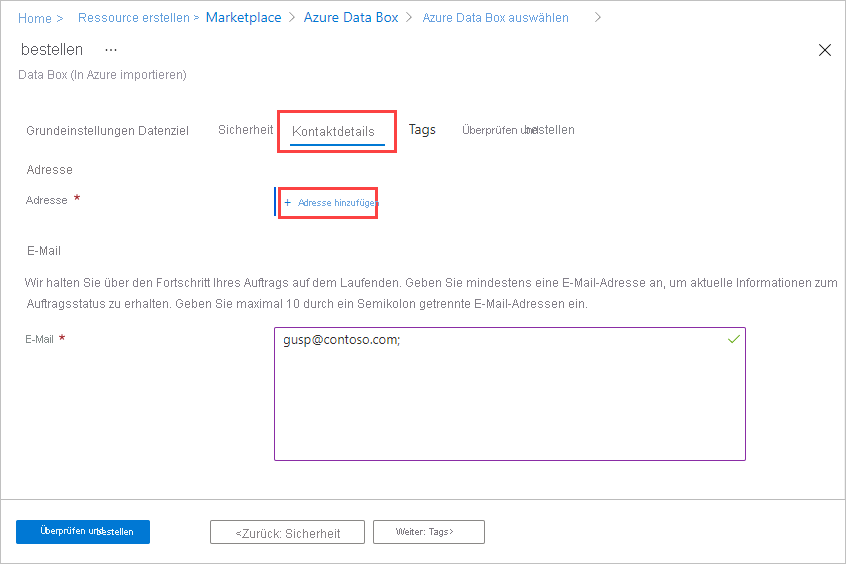 Home > Ressource erstellen > Marketplace > Azure Data Box > Azure Data Box auswählen >
bestellen ...
Data Box (In Azure importieren)
Grundeinstellungen Datenziel Sicherheit Kontaktdetails Tags Überprüfen und bestellen
Adresse
Adresse * + Adresse hinzufügen
E-Mail
Wir halten Sie über den Fortschritt Ihres Auftrags auf dem Laufenden. Geben Sie mindestens eine E-Mail-Adresse an, um aktuelle Informationen zum
Auftragsstatus zu erhalten. Geben Sie maximal 10 durch ein Semikolon getrennte E-Mail-Adressen ein.
E-Mail * gusp@contoso.com;
Überprüfen und bestellen <Zurück: Sicherheit Weiter: Tags>